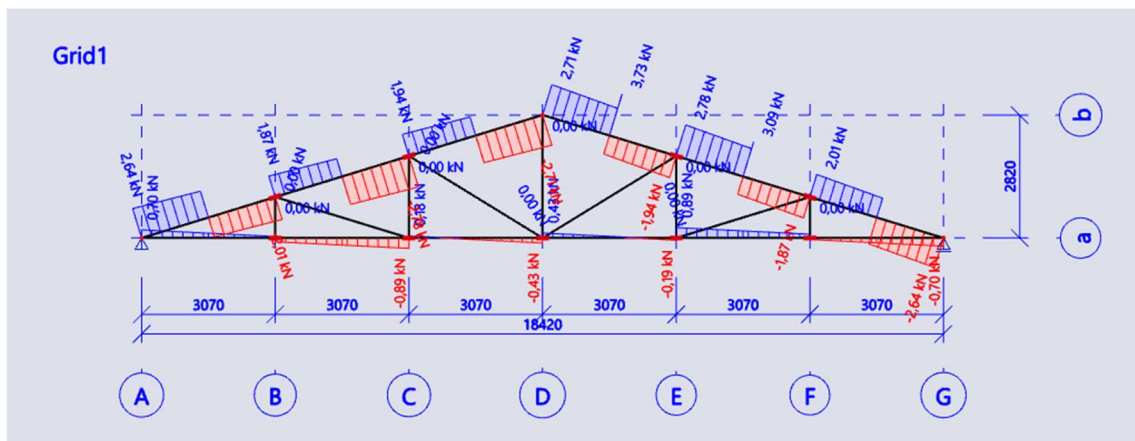 Grid1
2,71 kN
3,73 kN
1,94 kN
2,78 kN
3,09 kN
1,87 kN
0,00 kN
2,01 kN
0,00 kN
b
2,64 kN
0,00 kN
0,00 kN
0,00 kN
0,70 kN
0,00 kN
0,18 kN
0,00 kN
0,43 kN
-1,94 kN
0,89 kN
0,00 kN
2820
a
-0,89 kN
-0,43 kN
-0,19 kN
-1,87 kN
-2,64 kN
-0,70 kN
3070
3070
3070
3070
3070
3070
18420
A
B
C
D
E
F
G